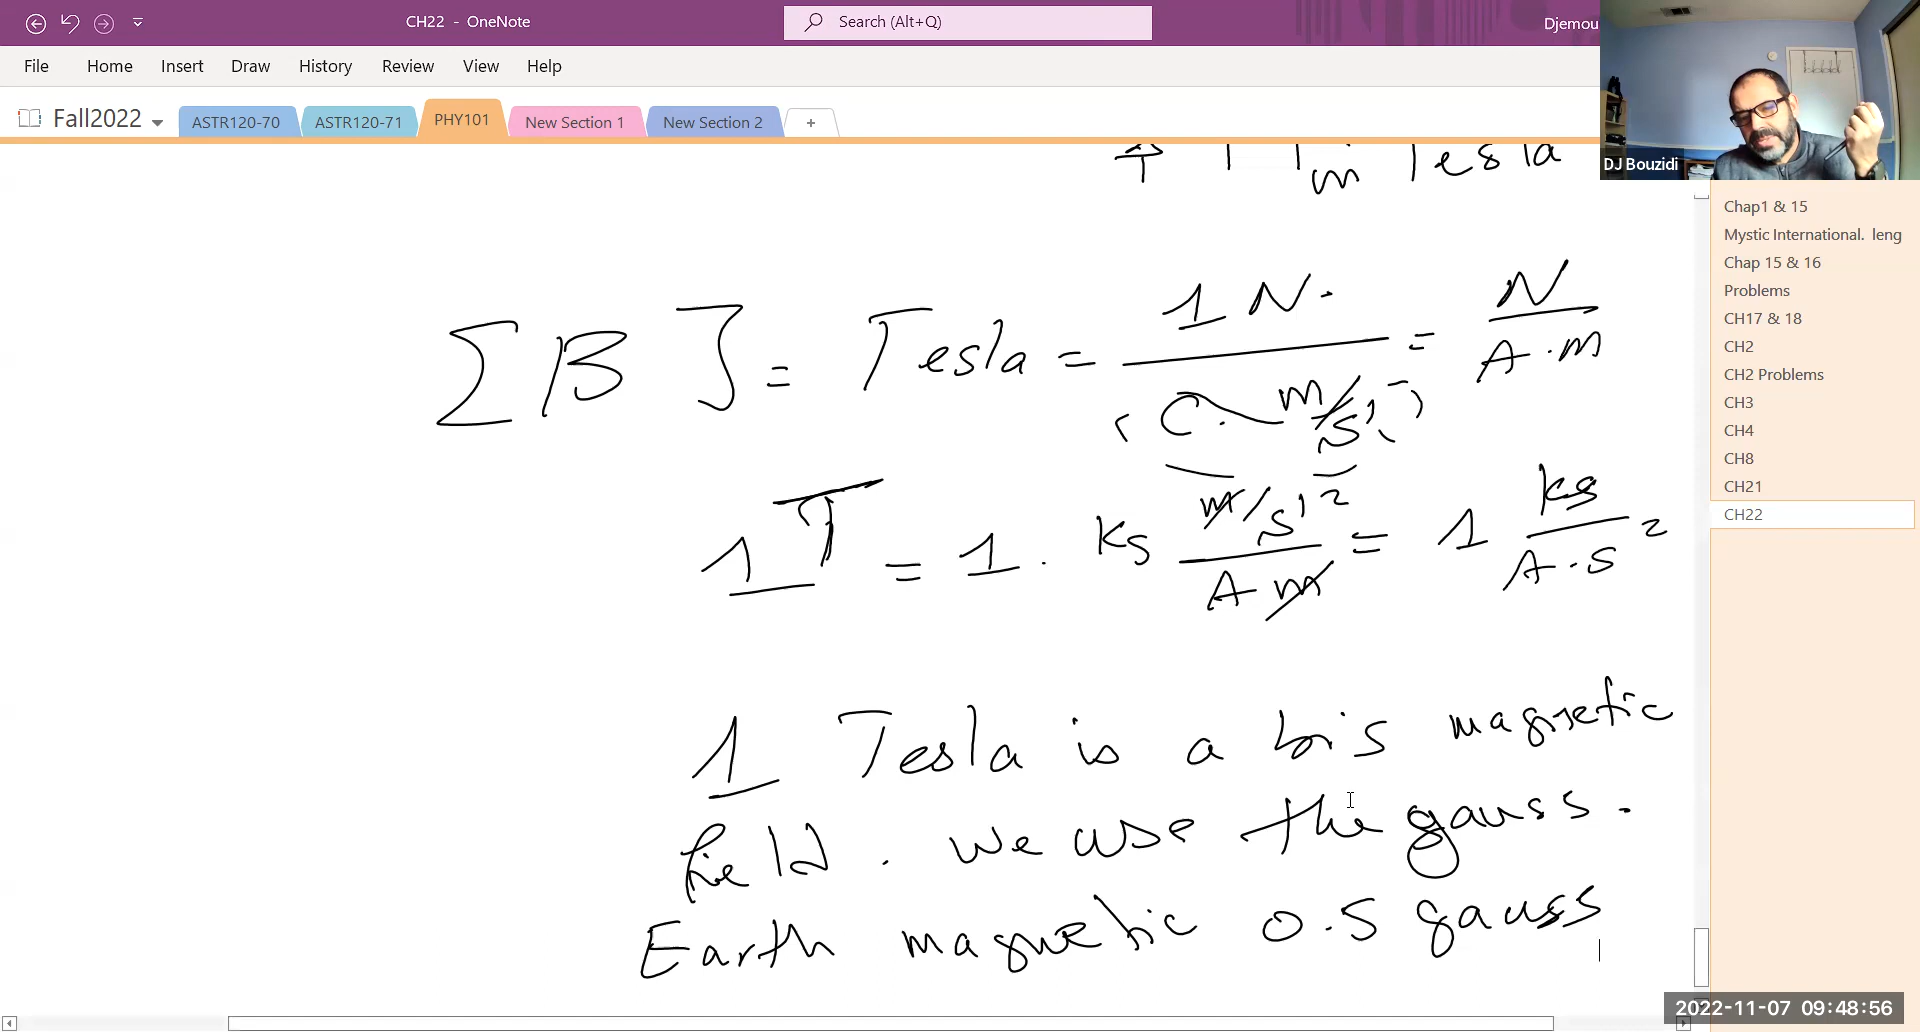 CH22 - OneNote
Search (Alt+Q)
Djemou
File Home Insert Draw History Review View Help
Fall2022
ASTR120-70 ASTR120-71 PHY101 New Section 1 New Section 2 +
DJ Bouzidi
Chap1 & 15
Mystic International. leng
Chap 15 & 16
Problems
CH17 & 18
CH2
CH2 Problems
CH3
CH4
CH8
CH21
CH22
m Tesla
[B] = Tesla = 1 N. / (C. m/s) = N / A.m
1 T = 1. kg m/s² / A m = 1 kg / A.s²
1 Tesla is a big magnetic
field. We use the gauss.
Earth magnetic 0.5 gauss
2022-11-07 09:48:56